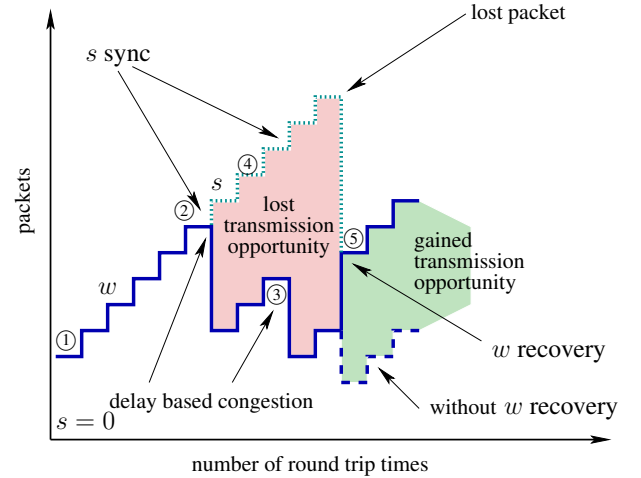 lost packet
s sync
④
②
s
lost
transmission
opportunity
⑤
gained
transmission
opportunity
packets
w
③
①
w recovery
delay based congestion
without w recovery
s = 0
number of round trip times